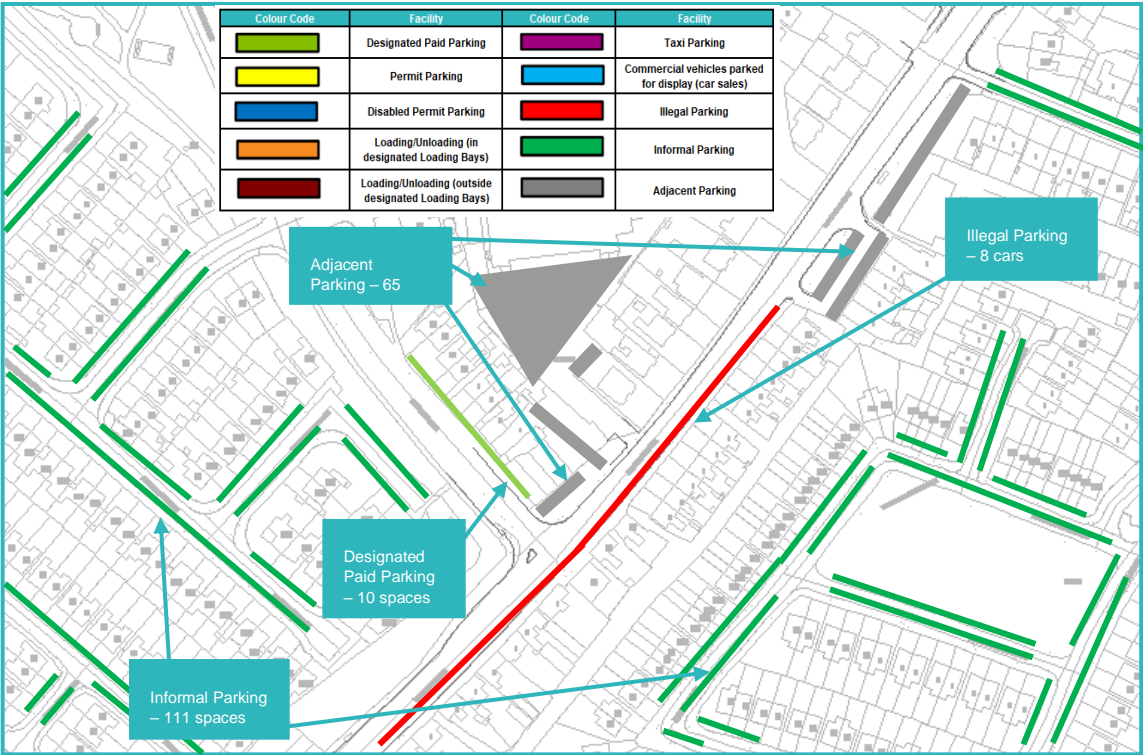 Colour Code Facility Colour Code Facility
Designated Paid Parking Taxi Parking
Permit Parking Commercial vehicles parked
for display (car sales)
Disabled Permit Parking Illegal Parking
Loading/Unloading (in
designated Loading Bays) Informal Parking
Loading/Unloading (outside
designated Loading Bays) Adjacent Parking
Illegal Parking
– 8 cars
Adjacent
Parking – 65
Designated
Paid Parking
– 10 spaces
Informal Parking
– 111 spaces